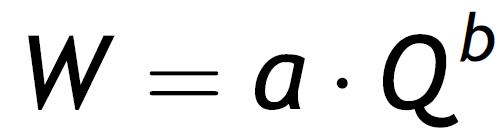 W = a · Q^b